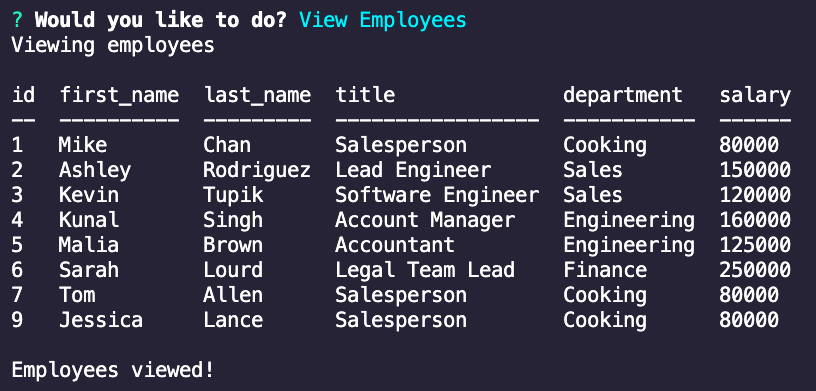 ? Would you like to do? View Employees
Viewing employees
id  first_name  last_name  title              department   salary
--  ----------  ---------  -----------------  -----------  ------
1   Mike        Chan       Salesperson        Cooking      80000
2   Ashley      Rodriguez  Lead Engineer      Sales        150000
3   Kevin       Tupik      Software Engineer  Sales        120000
4   Kunal       Singh      Account Manager    Engineering  160000
5   Malia       Brown      Accountant         Engineering  125000
6   Sarah       Lourd      Legal Team Lead    Finance      250000
7   Tom         Allen      Salesperson        Cooking      80000
9   Jessica     Lance      Salesperson        Cooking      80000
Employees viewed!